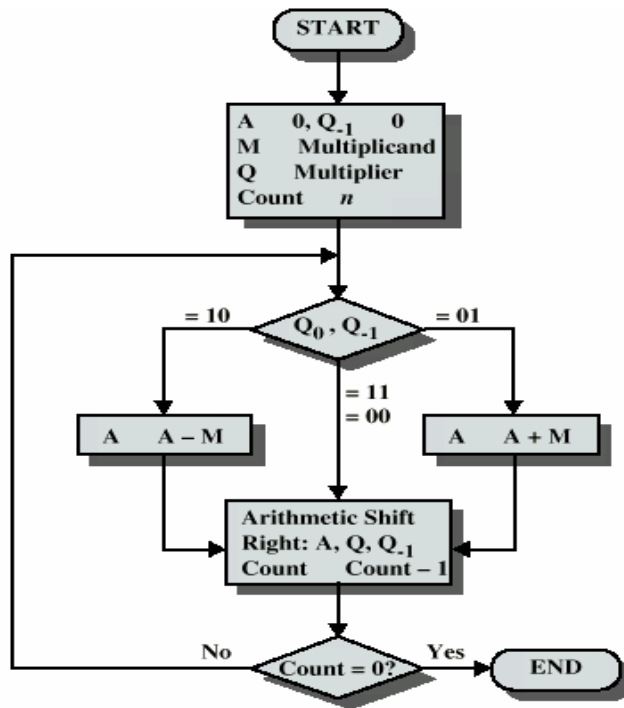 START
A 0, Q-1 0
M Multiplicand
Q Multiplier
Count n
= 10
Q0 , Q-1
= 01
= 11
= 00
A A – M
A A + M
Arithmetic Shift
Right: A, Q, Q-1
Count Count – 1
No
Count = 0?
Yes
END